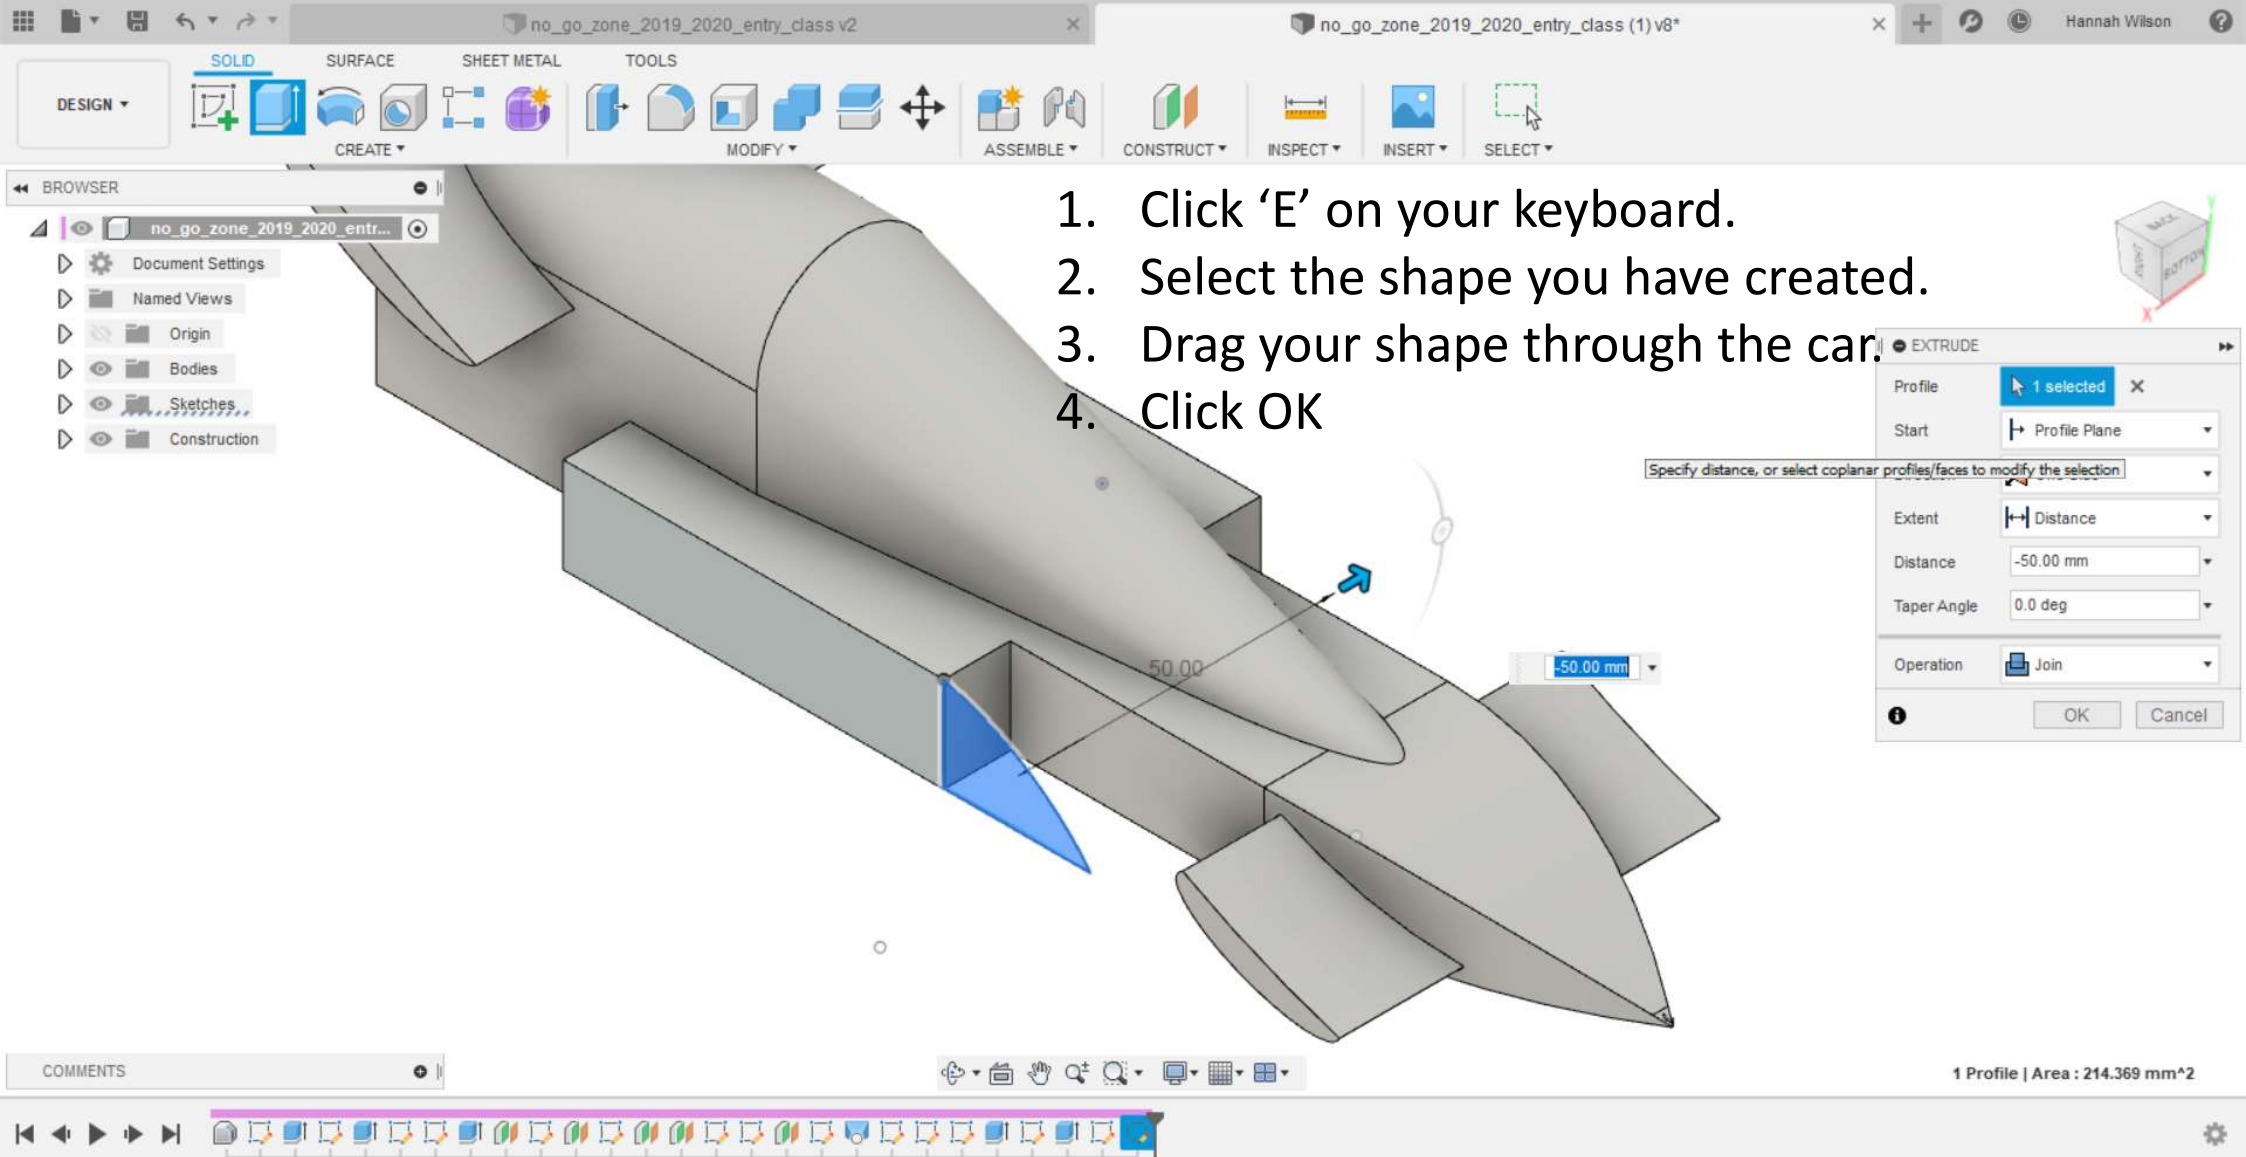 no_go_zone_2019_2020_entry_class v2
no_go_zone_2019_2020_entry_class (1) v8*
Hannah Wilson
SOLID
SURFACE
SHEET METAL
TOOLS
DESIGN
CREATE
MODIFY
ASSEMBLE
CONSTRUCT
INSPECT
INSERT
SELECT
BROWSER
no_go_zone_2019_2020_entr...
Document Settings
Named Views
Origin
Bodies
Sketches
Construction
1. Click ‘E’ on your keyboard.
2. Select the shape you have created.
3. Drag your shape through the car.
4. Click OK
BACK
RIGHT
BOTTOM
Y
X
EXTRUDE
Profile
1 selected
Start
Profile Plane
Specify distance, or select coplanar profiles/faces to modify the selection
Extent
Distance
Distance
-50.00 mm
Taper Angle
0.0 deg
Operation
Join
OK
Cancel
50.00
-50.00 mm
COMMENTS
1 Profile | Area : 214.369 mm^2